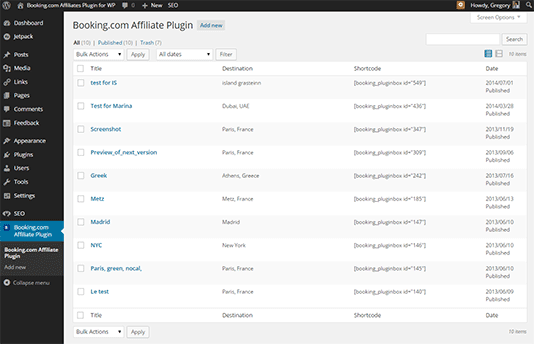 Booking.com Affiliates Plugin for WP 0 New SEO Howdy, Gregory
Screen Options
Booking.com Affiliate Plugin Add new
All (10) | Published (10) | Trash (7)
Search
Bulk Actions Apply All dates Filter
10 items
Title Destination Shortcode Date
test for IS island grasteinn [booking_pluginbox id="549"] 2014/07/01
Published
Test for Marina Dubai, UAE [booking_pluginbox id="436"] 2014/03/28
Published
Screenshot Paris, France [booking_pluginbox id="347"] 2013/11/19
Published
Preview_of_next_version Paris, France [booking_pluginbox id="309"] 2013/09/06
Published
Greek Athens, Greece [booking_pluginbox id="242"] 2013/07/16
Published
Metz Metz, France [booking_pluginbox id="185"] 2013/06/13
Published
Madrid Madrid [booking_pluginbox id="147"] 2013/06/10
Published
NYC New York [booking_pluginbox id="146"] 2013/06/10
Published
Paris, green, nocal, Paris, France [booking_pluginbox id="145"] 2013/06/10
Published
Le test Paris, France [booking_pluginbox id="140"] 2013/06/09
Published
Title Destination Shortcode Date
Bulk Actions Apply
10 items
Dashboard
Jetpack
Posts
Media
Links
Pages
Comments
Feedback
Appearance
Plugins
Users
Tools
Settings
SEO
Booking.com
Affiliate Plugin
Booking.com Affiliate
Plugin
Add new
Collapse menu